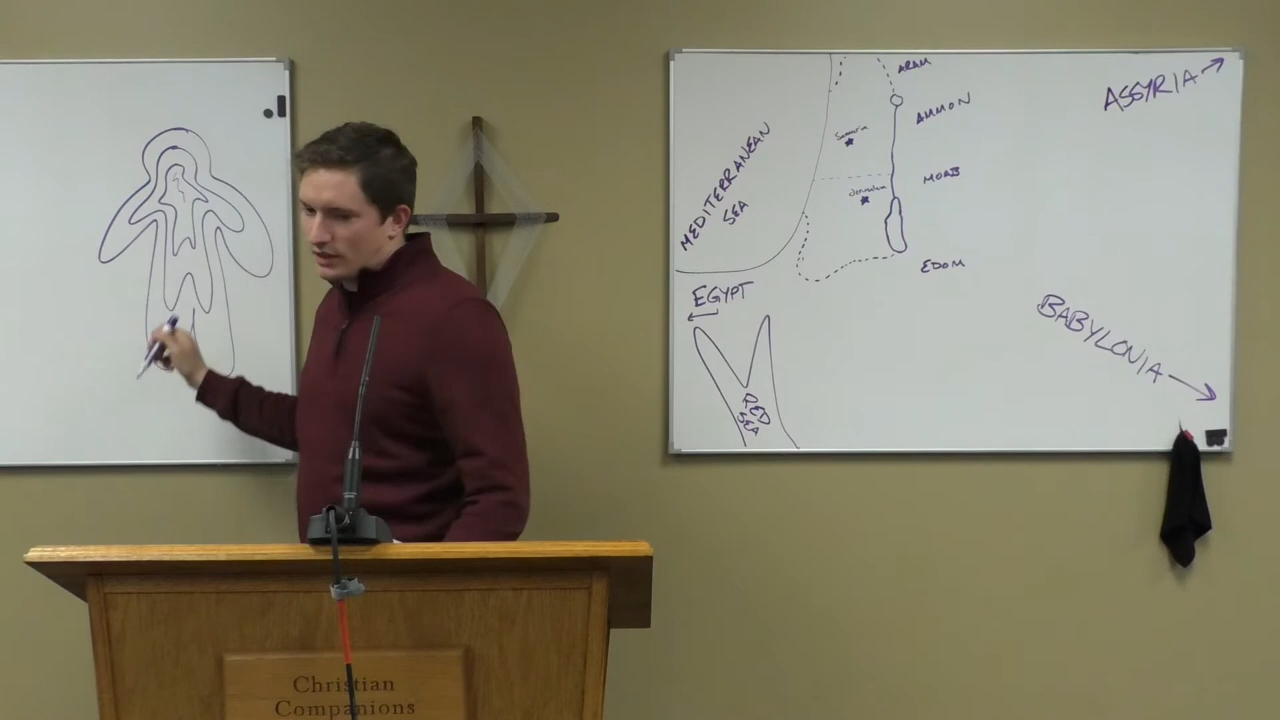 ARAM
ASSYRIA
AMMON
Samaria
MEDITERRANEAN
SEA
MOAB
Jerusalem
EDOM
EGYPT
BABYLONIA
RED
SEA
Christian
Companions